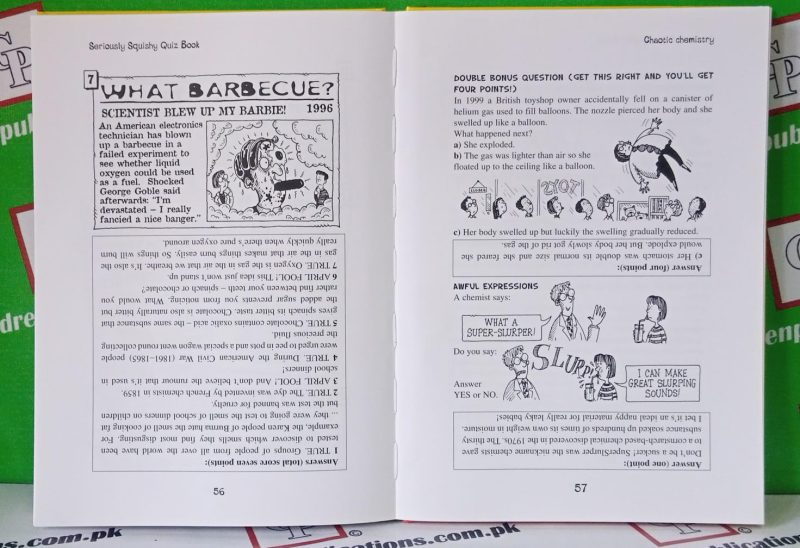 Seriously Squishy Quiz Book
7
WHAT BARBECUE?
SCIENTIST BLEW UP MY BARBIE! 1996
An American electronics
technician has blown
up a barbecue in a
failed experiment to
see whether liquid
oxygen could be used
as a fuel. Shocked
George Goble said
afterwards: "I'm
devastated – I really
fancied a nice banger."
Answers (total score seven points):
1 TRUE. Groups of people from all over the world have been
tested to discover which smells they find most disgusting. For
example, the Karen people of Burma hate the smell of cooking fat
... they were going to test the smell of school dinners on children
but the test was banned for cruelty.
2 TRUE. The dye was invented by French chemists in 1859.
3 APRIL FOOL! And don't believe the rumour that it's used in
school dinners!
4 TRUE. During the American Civil War (1861–1865) people
were urged to pee in pots and a special wagon went round collecting
the precious fluid.
5 TRUE. Chocolate contains oxalic acid – the same substance that
gives spinach its bitter taste. Chocolate is also naturally bitter but
the added sugar prevents you from noticing. What would you
rather find between your teeth – spinach or chocolate?
6 APRIL FOOL! This idea just won't stand up.
7 TRUE. Oxygen is the gas in the air that we breathe. It's also the
gas in the air that makes things burn easily. So things will burn
really quickly when there's pure oxygen around.
56
Chaotic chemistry
DOUBLE BONUS QUESTION (GET THIS RIGHT AND YOU'LL GET
FOUR POINTS!)
In 1999 a British toyshop owner accidentally fell on a canister of
helium gas used to fill balloons. The nozzle pierced her body and she
swelled up like a balloon.
What happened next?
a) She exploded.
b) The gas was lighter than air so she
floated up to the ceiling like a balloon.
TOYS
c) Her body swelled up but luckily the swelling gradually reduced.
Answer (four points):
c) Her stomach was double its normal size and she feared she
would explode. But her body slowly got rid of the gas.
AWFUL EXPRESSIONS
A chemist says:
WHAT A
SUPER-SLURPER!
Do you say:
SLURP!
I CAN MAKE
GREAT SLURPING
SOUNDS!
Answer
YES or NO.
Answer (one point):
Don't be a sucker! SuperSlurper was the nickname chemists gave
to a cornstarch-based chemical discovered in the 1970s. The thirsty
substance soaked up hundreds of times its own weight in moisture.
I bet it's an ideal nappy material for really leaky babies!
57
CP
publ
dren
enp
ications.com.pk
CP
plications.com.pk